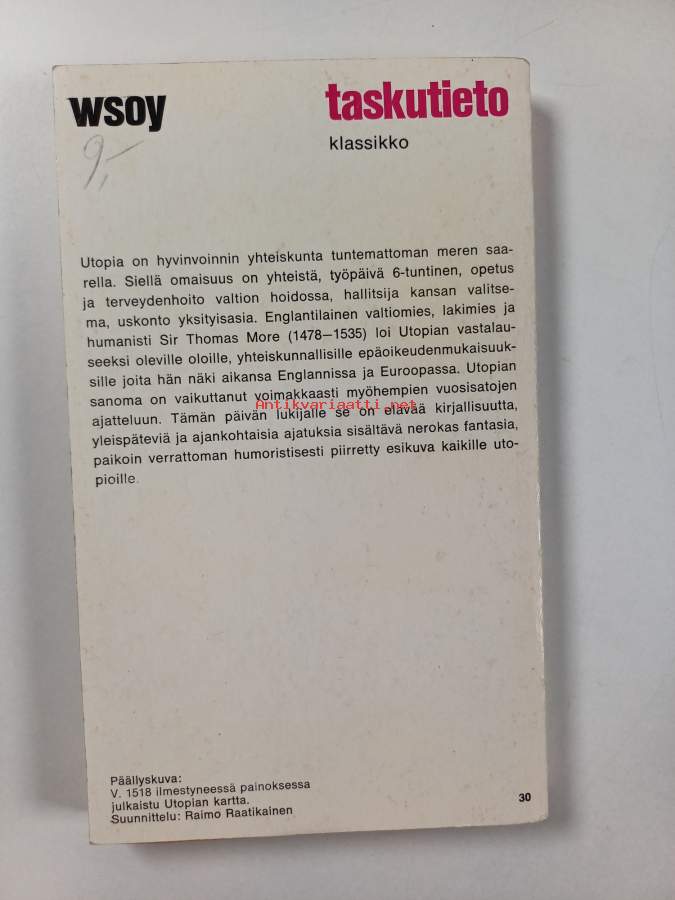 wsoy
taskutieto
9,-
klassikko
Utopia on hyvinvoinnin yhteiskunta tuntemattoman meren saa-
rella. Siellä omaisuus on yhteistä, työpäivä 6-tuntinen, opetus
ja terveydenhoito valtion hoidossa, hallitsija kansan valitse-
ma, uskonto yksityisasia. Englantilainen valtiomies, lakimies ja
humanisti Sir Thomas More (1478–1535) loi Utopian vastalau-
seeksi oleville oloille, yhteiskunnallisille epäoikeudenmukaisuuk-
sille joita hän näki aikansa Englannissa ja Euroopassa. Utopian
sanoma on vaikuttanut voimakkaasti myöhempien vuosisatojen
Antikvariaatti.net
ajatteluun. Tämän päivän lukijalle se on elävää kirjallisuutta,
yleispäteviä ja ajankohtaisia ajatuksia sisältävä nerokas fantasia,
paikoin verrattoman humoristisesti piirretty esikuva kaikille uto-
pioille.
Päällyskuva:
V. 1518 ilmestyneessä painoksessa
julkaistu Utopian kartta.
Suunnittelu: Raimo Raatikainen
30